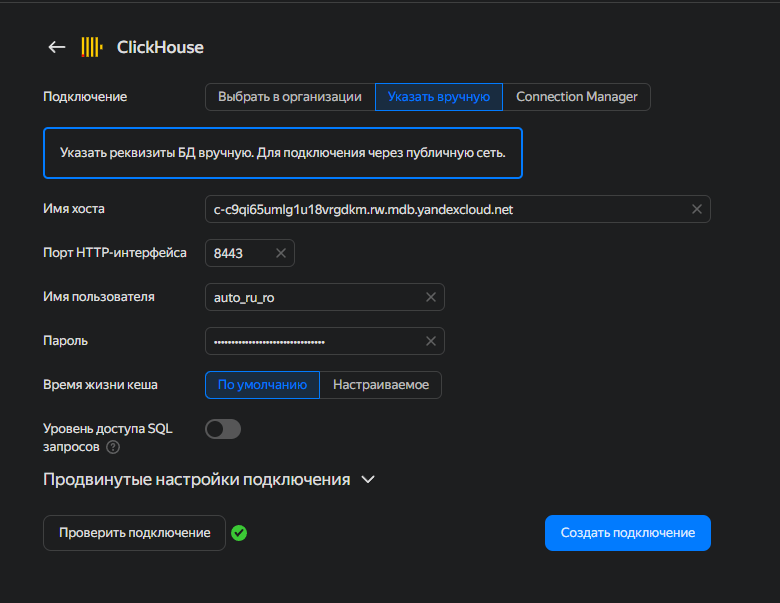 ClickHouse
Подключение
Выбрать в организации
Указать вручную
Connection Manager
Указать реквизиты БД вручную. Для подключения через публичную сеть.
Имя хоста
c-c9qi65umlg1u18vrgdkm.rw.mdb.yandexcloud.net
Порт HTTP-интерфейса
8443
Имя пользователя
auto_ru_ro
Пароль
Время жизни кеша
По умолчанию
Настраиваемое
Уровень доступа SQL
запросов
Продвинутые настройки подключения
Проверить подключение
Создать подключение